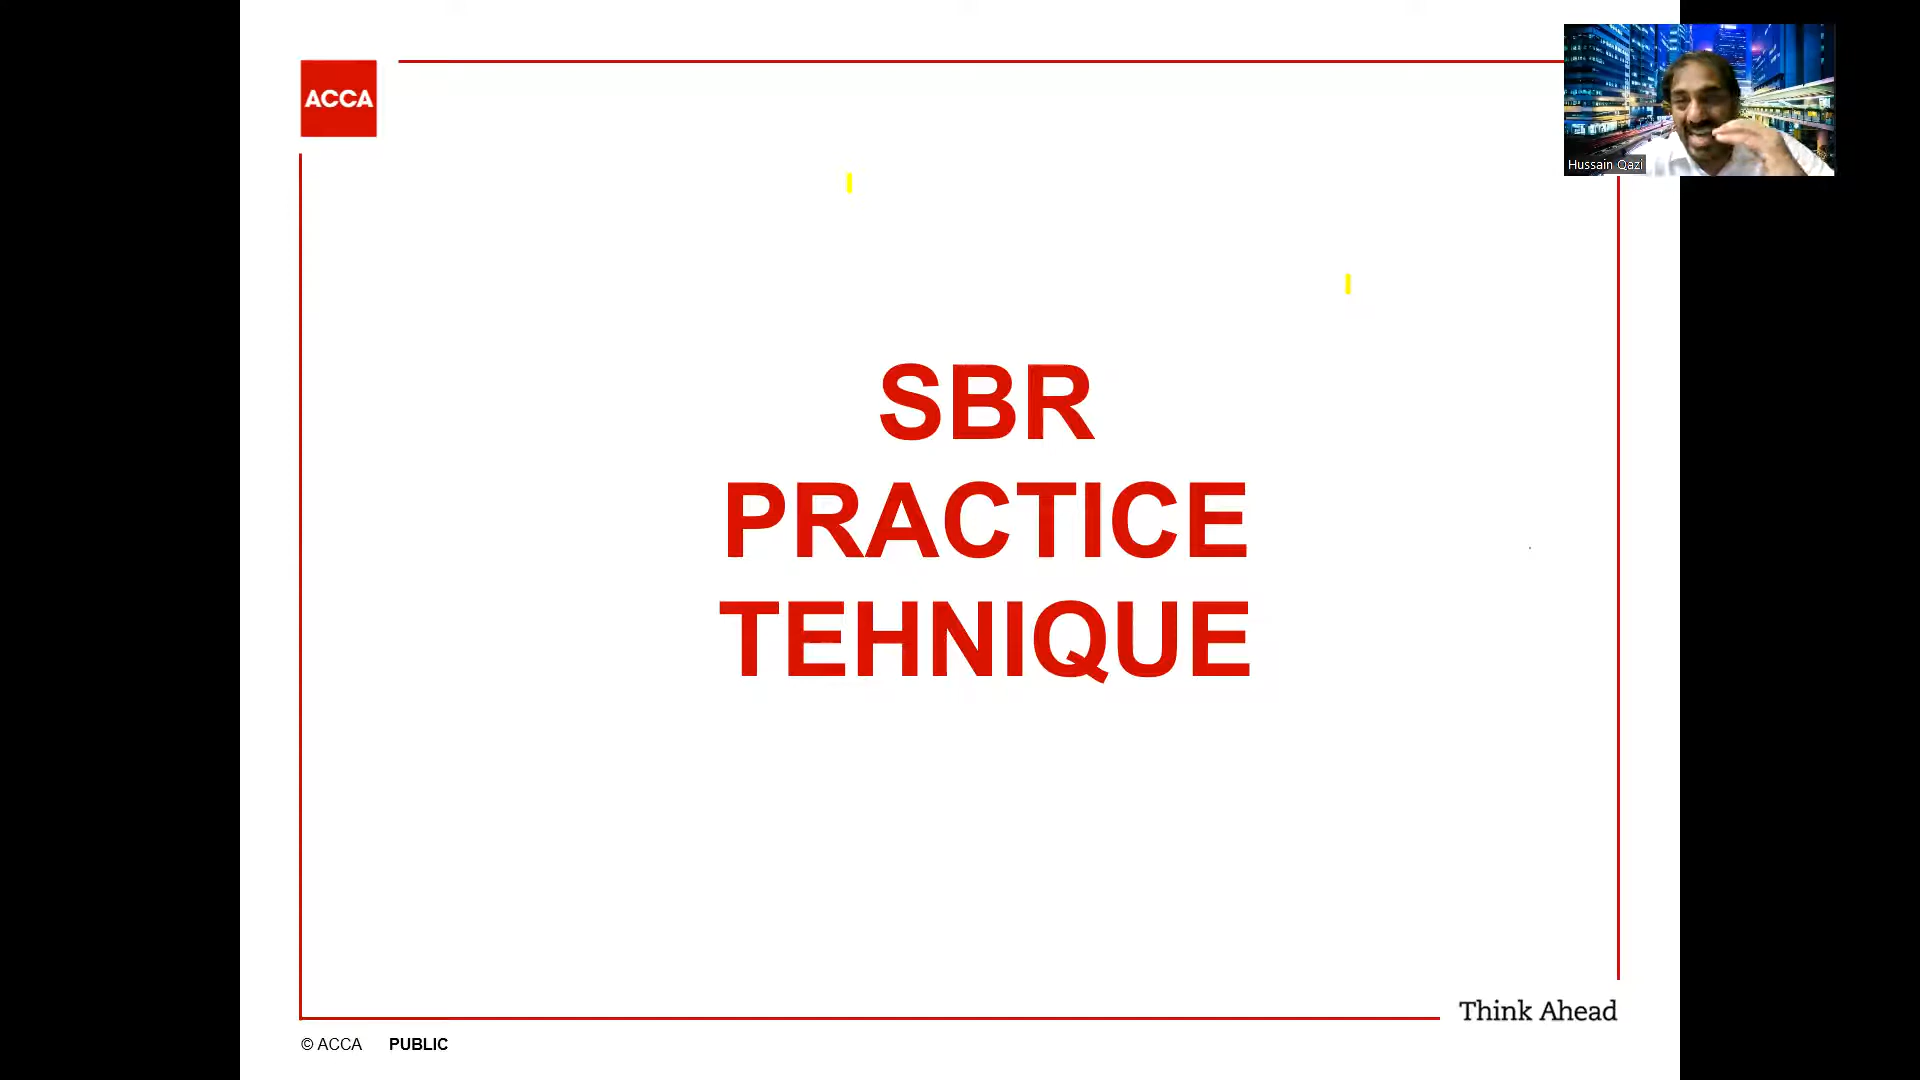 ACCA
Hussain Qazi
SBR
PRACTICE
TEHNIQUE
Think Ahead
© ACCA PUBLIC